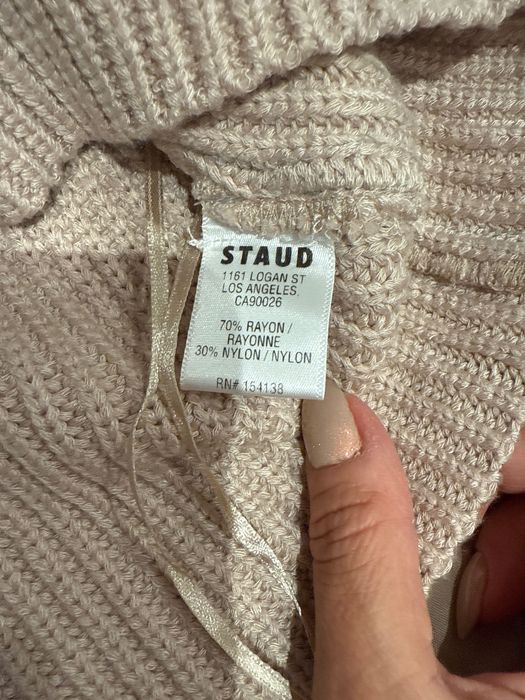 STAUD
1161 LOGAN ST
LOS ANGELES,
CA90026
70% RAYON /
RAYONNE
30% NYLON / NYLON
RN# 154138